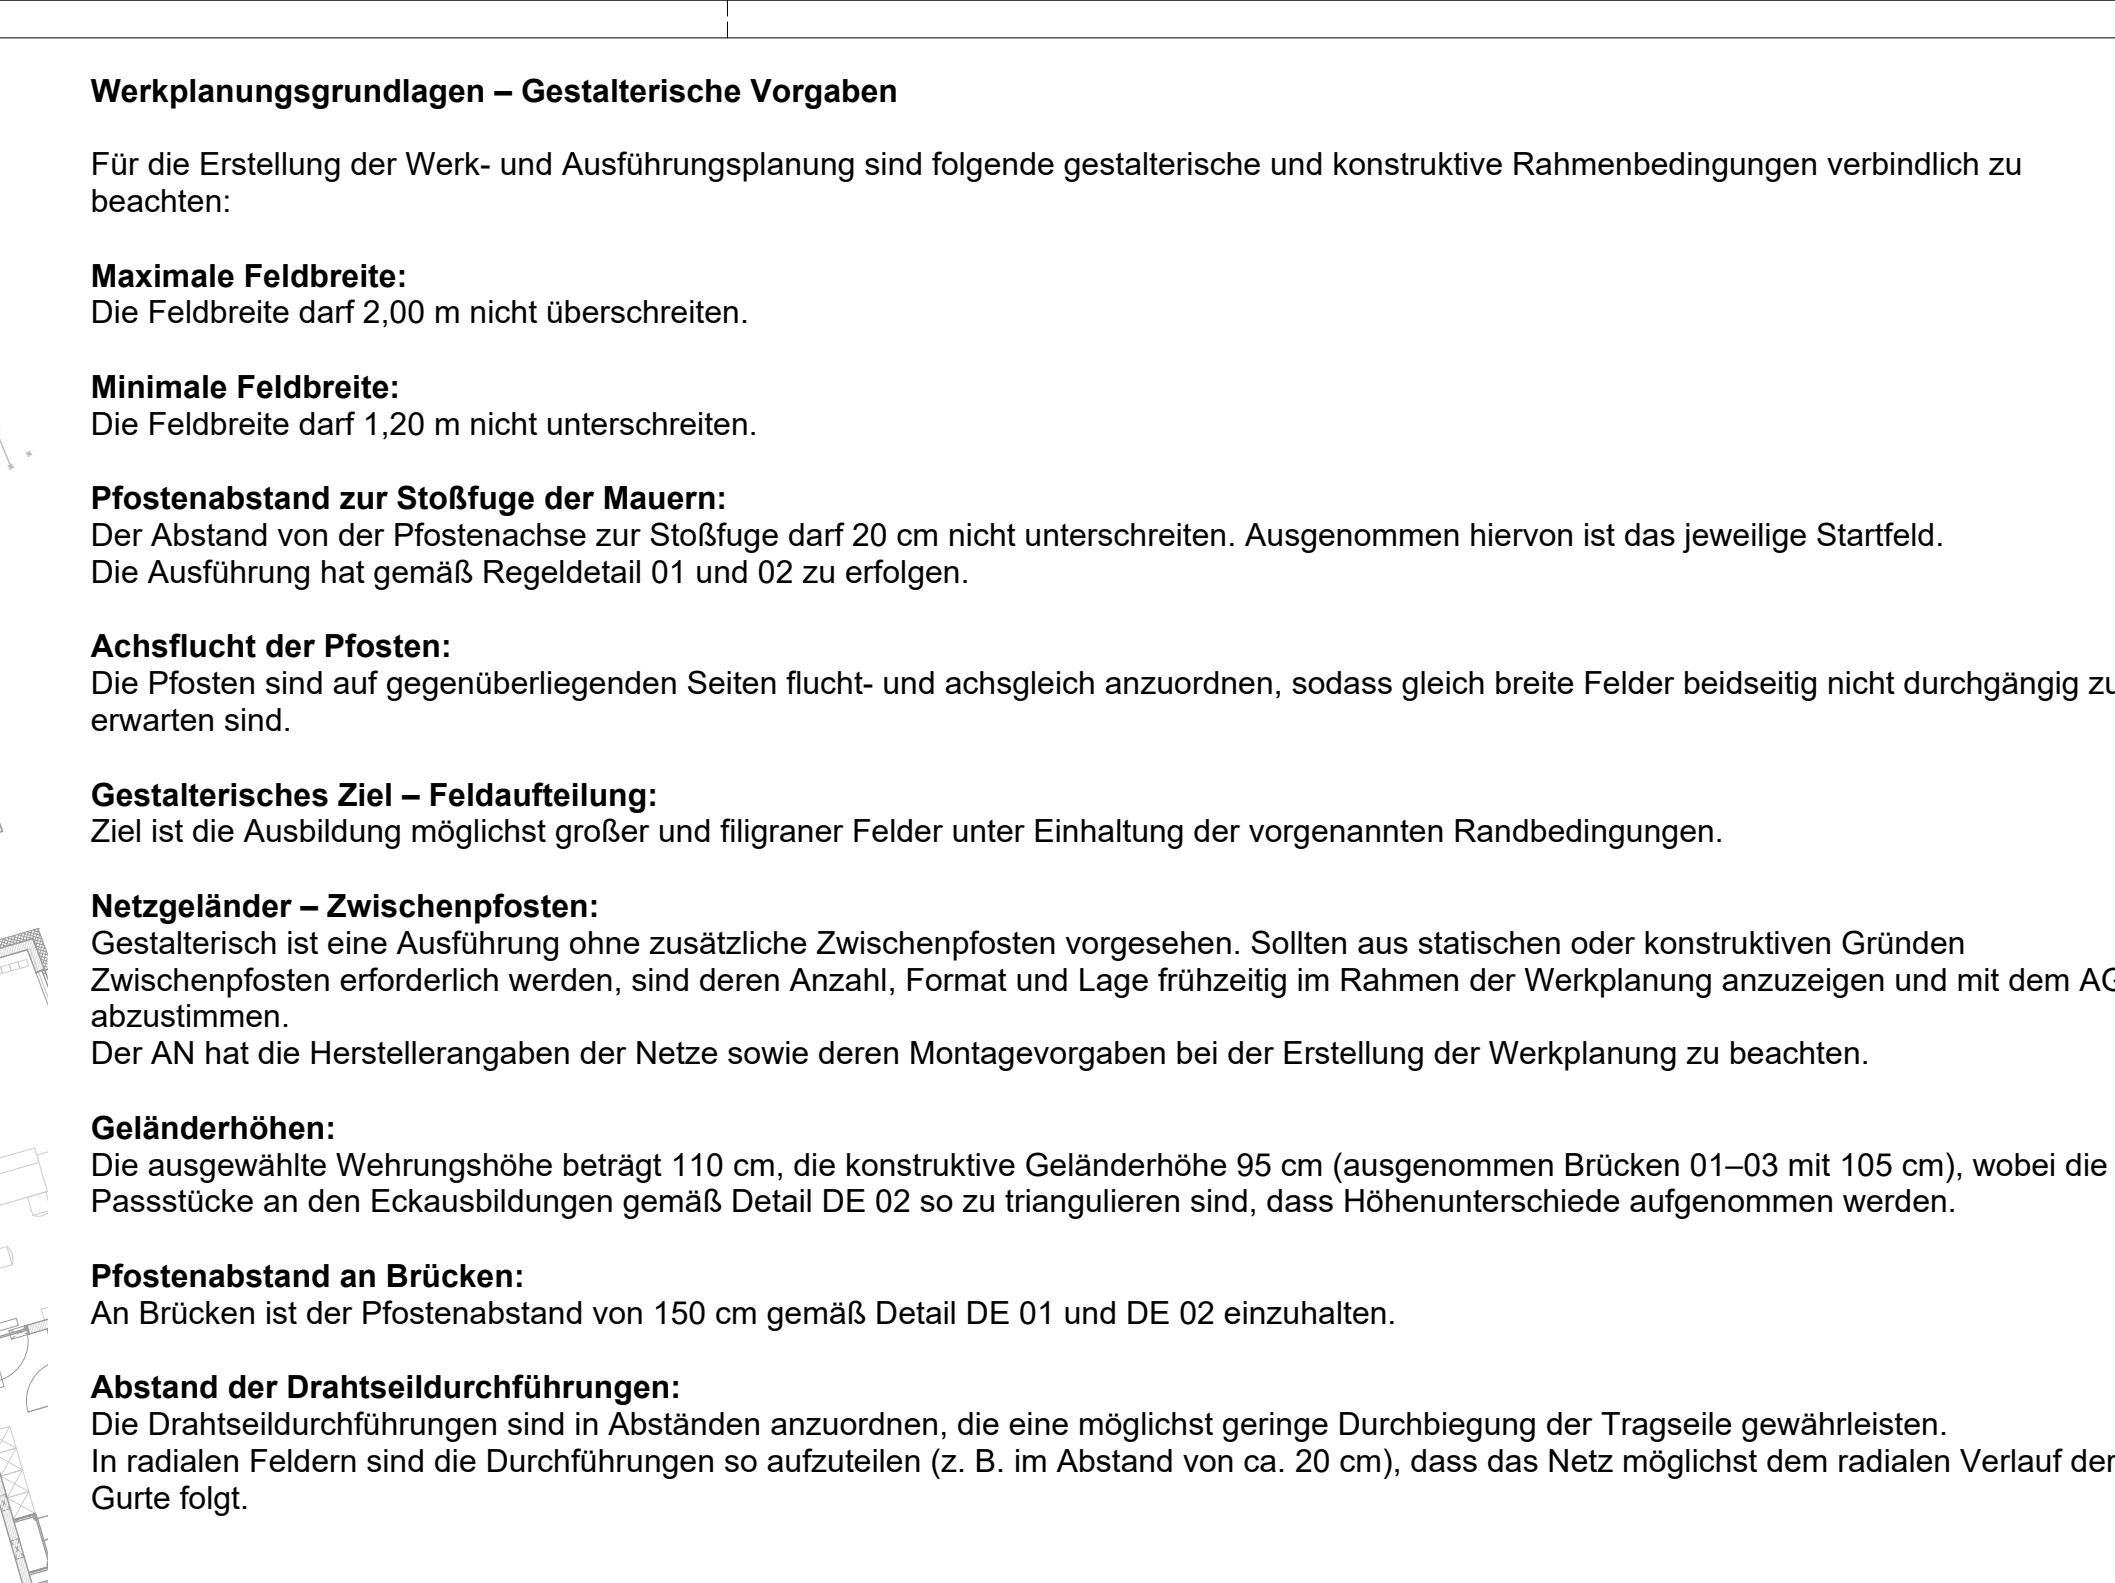 Werkplanungsgrundlagen – Gestalterische Vorgaben
Für die Erstellung der Werk- und Ausführungsplanung sind folgende gestalterische und konstruktive Rahmenbedingungen verbindlich zu
beachten:
Maximale Feldbreite:
Die Feldbreite darf 2,00 m nicht überschreiten.
Minimale Feldbreite:
Die Feldbreite darf 1,20 m nicht unterschreiten.
Pfostenabstand zur Stoßfuge der Mauern:
Der Abstand von der Pfostenachse zur Stoßfuge darf 20 cm nicht unterschreiten. Ausgenommen hiervon ist das jeweilige Startfeld.
Die Ausführung hat gemäß Regeldetail 01 und 02 zu erfolgen.
Achsflucht der Pfosten:
Die Pfosten sind auf gegenüberliegenden Seiten flucht- und achsgleich anzuordnen, sodass gleich breite Felder beidseitig nicht durchgängig zu
erwarten sind.
Gestalterisches Ziel – Feldaufteilung:
Ziel ist die Ausbildung möglichst großer und filigraner Felder unter Einhaltung der vorgenannten Randbedingungen.
Netzgeländer – Zwischenpfosten:
Gestalterisch ist eine Ausführung ohne zusätzliche Zwischenpfosten vorgesehen. Sollten aus statischen oder konstruktiven Gründen
Zwischenpfosten erforderlich werden, sind deren Anzahl, Format und Lage frühzeitig im Rahmen der Werkplanung anzuzeigen und mit dem AG
abzustimmen.
Der AN hat die Herstellerangaben der Netze sowie deren Montagevorgaben bei der Erstellung der Werkplanung zu beachten.
Geländerhöhen:
Die ausgewählte Wehrungshöhe beträgt 110 cm, die konstruktive Geländerhöhe 95 cm (ausgenommen Brücken 01–03 mit 105 cm), wobei die
Passstücke an den Eckausbildungen gemäß Detail DE 02 so zu triangulieren sind, dass Höhenunterschiede aufgenommen werden.
Pfostenabstand an Brücken:
An Brücken ist der Pfostenabstand von 150 cm gemäß Detail DE 01 und DE 02 einzuhalten.
Abstand der Drahtseildurchführungen:
Die Drahtseildurchführungen sind in Abständen anzuordnen, die eine möglichst geringe Durchbiegung der Tragseile gewährleisten.
In radialen Feldern sind die Durchführungen so aufzuteilen (z. B. im Abstand von ca. 20 cm), dass das Netz möglichst dem radialen Verlauf der
Gurte folgt.